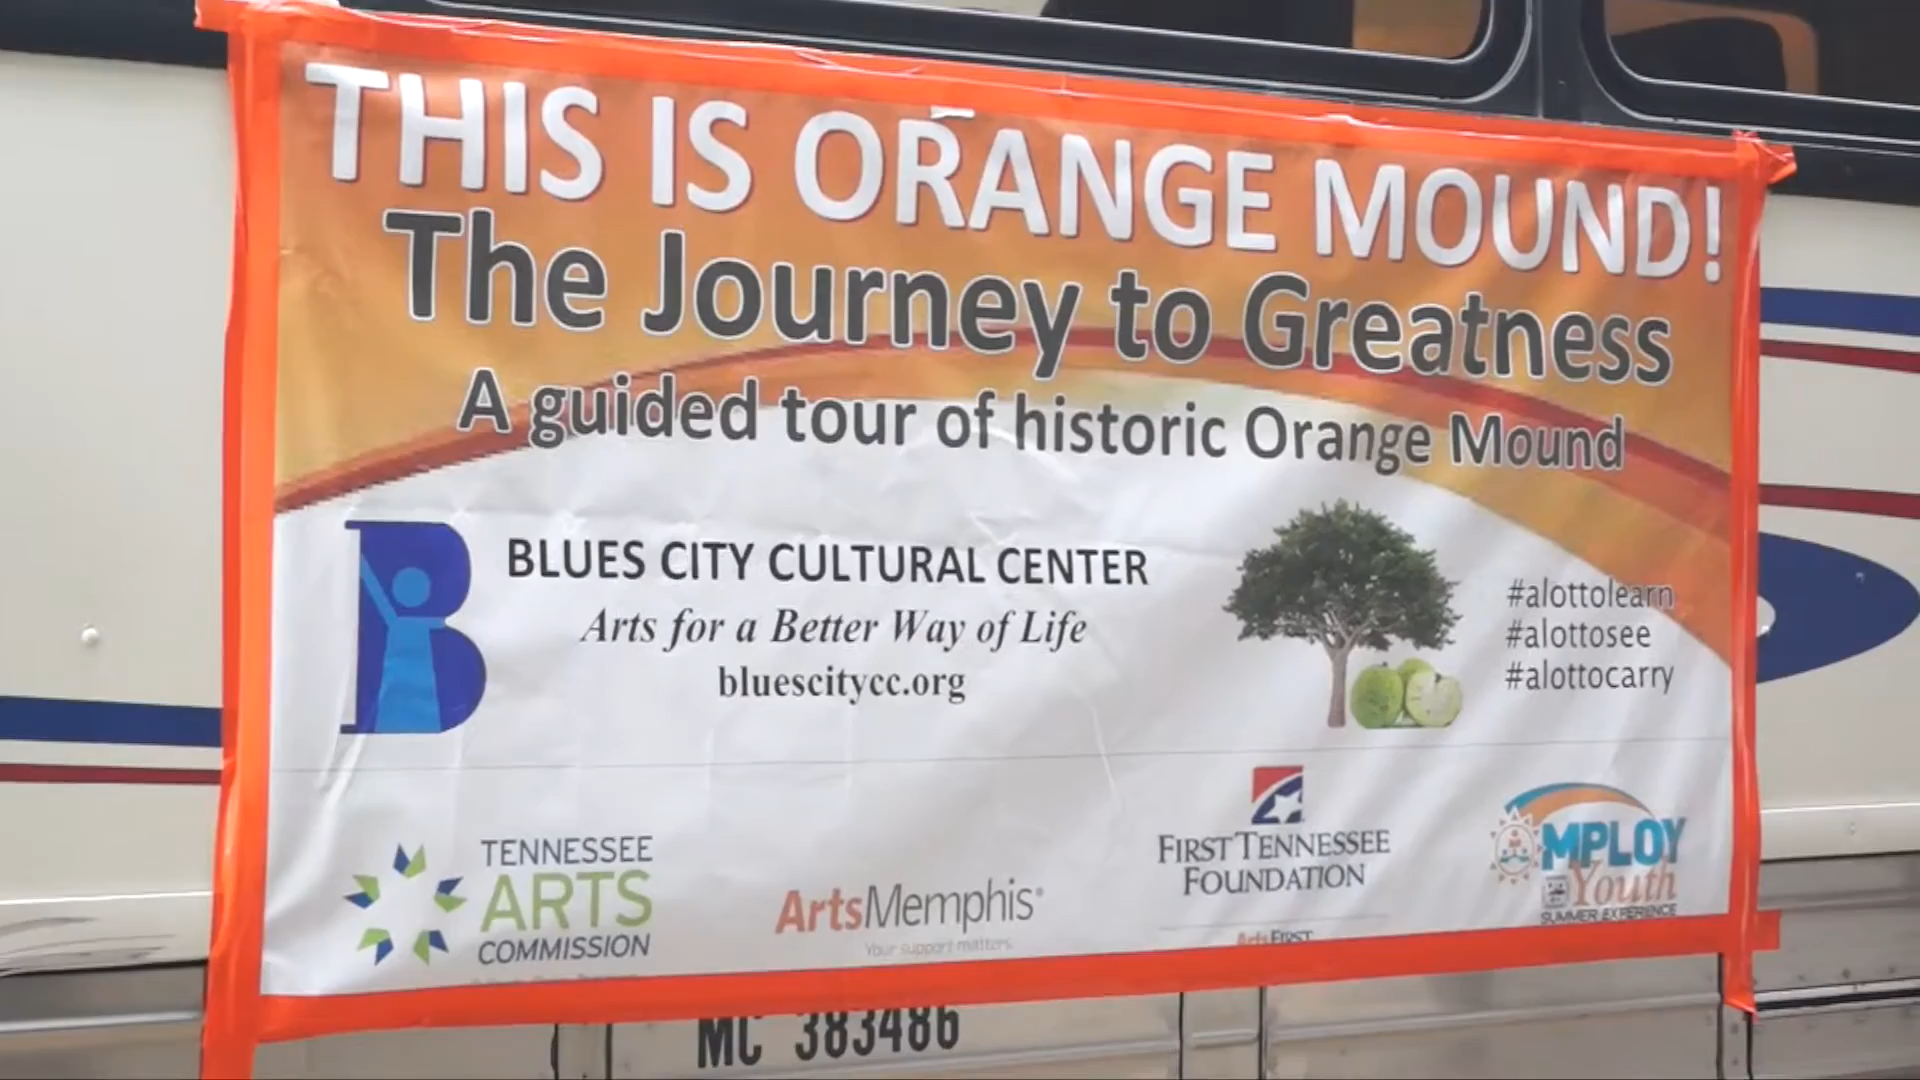 THIS IS ORANGE MOUND!
The Journey to Greatness
A guided tour of historic Orange Mound
BLUES CITY CULTURAL CENTER
Arts for a Better Way of Life
bluescitycc.org
#alottolearn
#alottosee
#alottocarry
TENNESSEE
ARTS
COMMISSION
ArtsMemphis
Your support matters.
FIRST TENNESSEE
FOUNDATION
ArtsFIRST
MPLOY
Youth
SUMMER EXPERIENCE
MC 383486